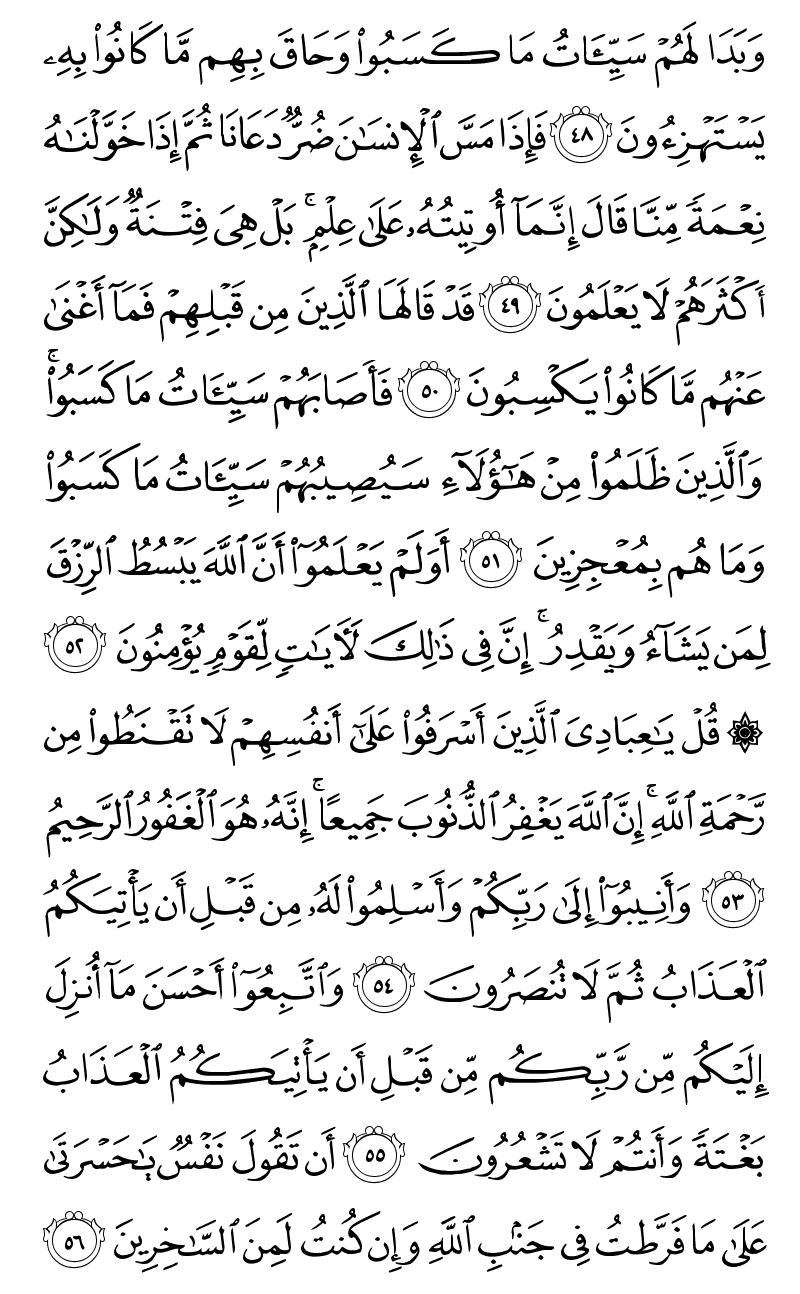 وَبَدَا لَهُمْ سَيِّـَٔاتُ مَا كَسَبُوا۟ وَحَاقَ بِهِم مَّا كَانُوا۟ بِهِۦ
يَسْتَهْزِءُونَ ٤٨ فَإِذَا مَسَّ ٱلْإِنسَـٰنَ ضُرٌّ دَعَانَا ثُمَّ إِذَا خَوَّلْنَـٰهُ
نِعْمَةً مِّنَّا قَالَ إِنَّمَآ أُوتِيتُهُۥ عَلَىٰ عِلْمٍۭ ۚ بَلْ هِىَ فِتْنَةٌ وَلَـٰكِنَّ
أَكْثَرَهُمْ لَا يَعْلَمُونَ ٤٩ قَدْ قَالَهَا ٱلَّذِينَ مِن قَبْلِهِمْ فَمَآ أَغْنَىٰ
عَنْهُم مَّا كَانُوا۟ يَكْسِبُونَ ٥٠ فَأَصَابَهُمْ سَيِّـَٔاتُ مَا كَسَبُوا۟ ۚ
وَٱلَّذِينَ ظَلَمُوا۟ مِنْ هَـٰٓؤُلَآءِ سَيُصِيبُهُمْ سَيِّـَٔاتُ مَا كَسَبُوا۟
وَمَا هُم بِمُعْجِزِينَ ٥١ أَوَلَمْ يَعْلَمُوٓا۟ أَنَّ ٱللَّهَ يَبْسُطُ ٱلرِّزْقَ
لِمَن يَشَآءُ وَيَقْدِرُ ۚ إِنَّ فِى ذَٰلِكَ لَـَٔايَـٰتٍ لِّقَوْمٍ يُؤْمِنُونَ ٥٢
۞ قُلْ يَـٰعِبَادِىَ ٱلَّذِينَ أَسْرَفُوا۟ عَلَىٰٓ أَنفُسِهِمْ لَا تَقْنَطُوا۟ مِن
رَّحْمَةِ ٱللَّهِ ۚ إِنَّ ٱللَّهَ يَغْفِرُ ٱلذُّنُوبَ جَمِيعًا ۚ إِنَّهُۥ هُوَ ٱلْغَفُورُ ٱلرَّحِيمُ
٥٣ وَأَنِيبُوٓا۟ إِلَىٰ رَبِّكُمْ وَأَسْلِمُوا۟ لَهُۥ مِن قَبْلِ أَن يَأْتِيَكُمُ
ٱلْعَذَابُ ثُمَّ لَا تُنصَرُونَ ٥٤ وَٱتَّبِعُوٓا۟ أَحْسَنَ مَآ أُنزِلَ
إِلَيْكُم مِّن رَّبِّكُم مِّن قَبْلِ أَن يَأْتِيَكُمُ ٱلْعَذَابُ
بَغْتَةً وَأَنتُمْ لَا تَشْعُرُونَ ٥٥ أَن تَقُولَ نَفْسٌ يَـٰحَسْرَتَىٰ
عَلَىٰ مَا فَرَّطتُ فِى جَنۢبِ ٱللَّهِ وَإِن كُنتُ لَمِنَ ٱلسَّـٰخِرِينَ ٥٦